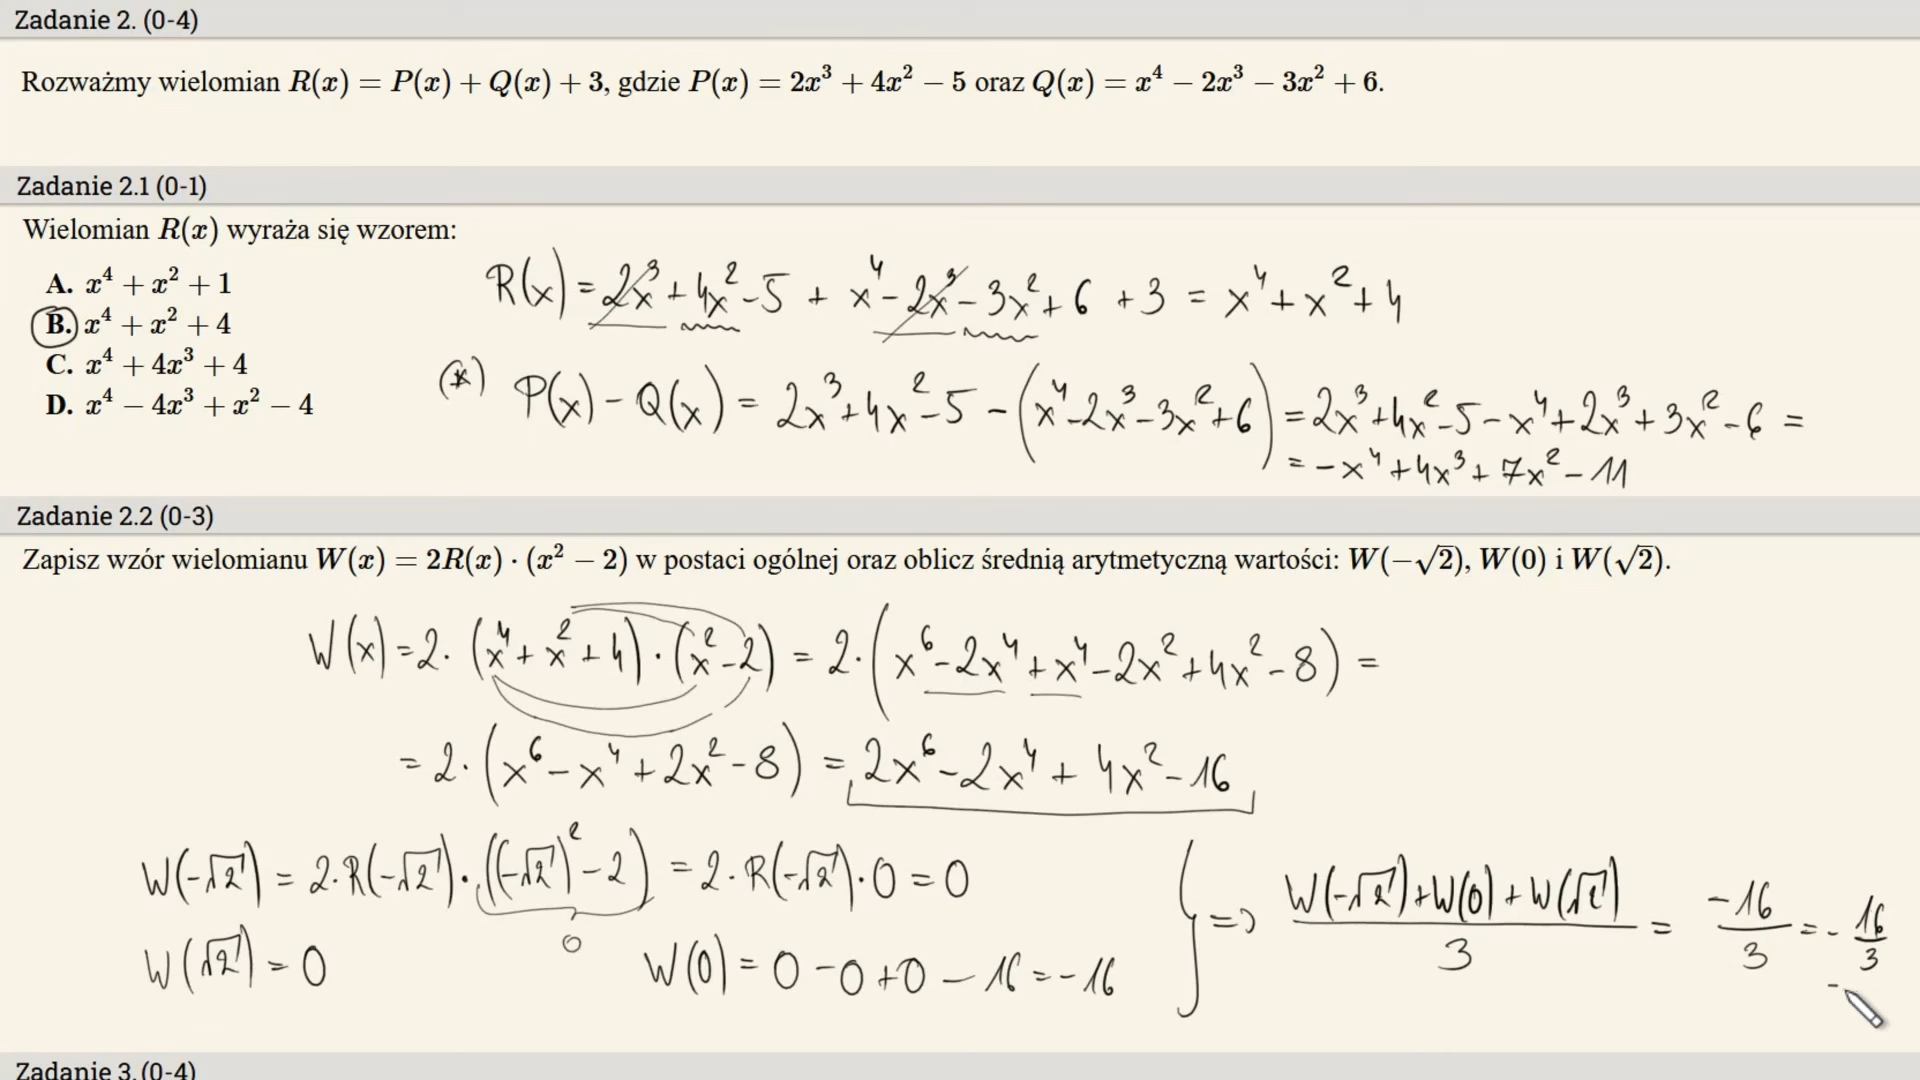 Zadanie 2. (0-4)
Rozważmy wielomian R(x) = P(x) + Q(x) + 3, gdzie P(x) = 2x³ + 4x² − 5 oraz Q(x) = x⁴ − 2x³ − 3x² + 6.
Zadanie 2.1 (0-1)
Wielomian R(x) wyraża się wzorem:
A. x⁴ + x² + 1
B. x⁴ + x² + 4
C. x⁴ + 4x³ + 4
D. x⁴ − 4x³ + x² − 4
R(x) = 2x³ + 4x² − 5 + x⁴ − 2x³ − 3x² + 6 + 3 = x⁴ + x² + 4
(*) P(x) − Q(x) = 2x³ + 4x² − 5 − (x⁴ − 2x³ − 3x² + 6) = 2x³ + 4x² − 5 − x⁴ + 2x³ + 3x² − 6 =
= −x⁴ + 4x³ + 7x² − 11
Zadanie 2.2 (0-3)
Zapisz wzór wielomianu W(x) = 2R(x) · (x² − 2) w postaci ogólnej oraz oblicz średnią arytmetyczną wartości: W(−√2), W(0) i W(√2).
W(x) = 2 · (x⁴ + x² + 4) · (x² − 2) = 2 · (x⁶ − 2x⁴ + x⁴ − 2x² + 4x² − 8) =
= 2 · (x⁶ − x⁴ + 2x² − 8) = 2x⁶ − 2x⁴ + 4x² − 16
W(−√2) = 2 · R(−√2) · ((−√2)² − 2) = 2 · R(−√2) · 0 = 0
0
W(√2) = 0
W(0) = 0 − 0 + 0 − 16 = −16
=> (W(−√2) + W(0) + W(√2))/3 = −16/3 = −16/3
Zadanie 3. (0-4)